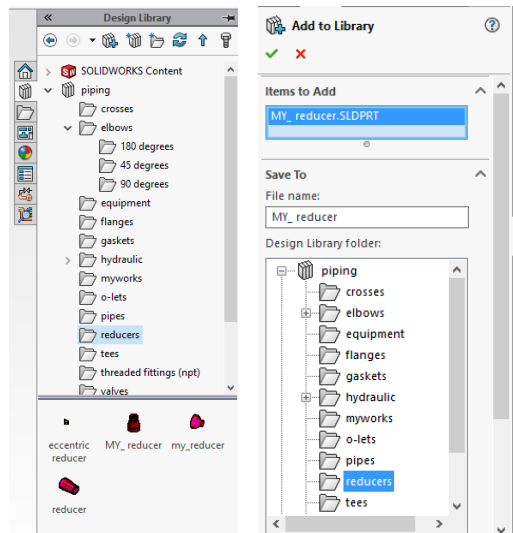 Design Library
SOLIDWORKS Content
piping
crosses
elbows
180 degrees
45 degrees
90 degrees
equipment
flanges
gaskets
hydraulic
myworks
o-lets
pipes
reducers
tees
threaded fittings (npt)
valves
eccentric
reducer
MY_ reducer
my_reducer
reducer
Add to Library
Items to Add
MY_ reducer.SLDPRT
Save To
File name:
MY_ reducer
Design Library folder:
piping
crosses
elbows
equipment
flanges
gaskets
hydraulic
myworks
o-lets
pipes
reducers
tees